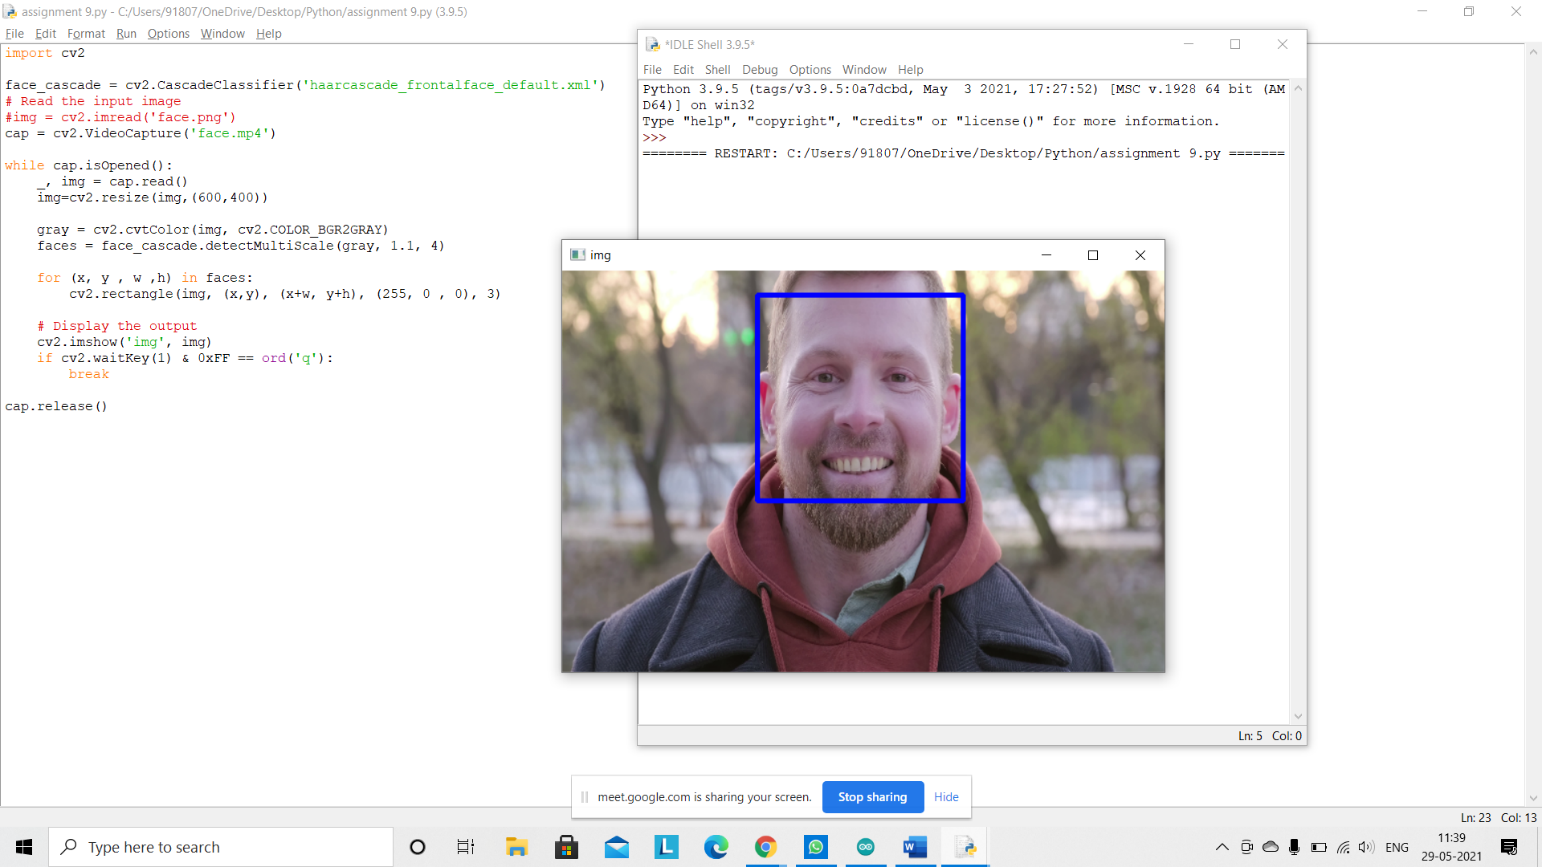 assignment 9.py - C:/Users/91807/OneDrive/Desktop/Python/assignment 9.py (3.9.5)
File Edit Format Run Options Window Help
import cv2
face_cascade = cv2.CascadeClassifier('haarcascade_frontalface_default.xml')
# Read the input image
#img = cv2.imread('face.png')
cap = cv2.VideoCapture('face.mp4')
while cap.isOpened():
    _, img = cap.read()
    img=cv2.resize(img,(600,400))
    gray = cv2.cvtColor(img, cv2.COLOR_BGR2GRAY)
    faces = face_cascade.detectMultiScale(gray, 1.1, 4)
    for (x, y , w ,h) in faces:
        cv2.rectangle(img, (x,y), (x+w, y+h), (255, 0 , 0), 3)
    # Display the output
    cv2.imshow('img', img)
    if cv2.waitKey(1) & 0xFF == ord('q'):
        break
cap.release()
*IDLE Shell 3.9.5*
File Edit Shell Debug Options Window Help
Python 3.9.5 (tags/v3.9.5:0a7dcbd, May  3 2021, 17:27:52) [MSC v.1928 64 bit (AM
D64)] on win32
Type "help", "copyright", "credits" or "license()" for more information.
>>>
======== RESTART: C:/Users/91807/OneDrive/Desktop/Python/assignment 9.py =======
img
Ln: 5 Col: 0
meet.google.com is sharing your screen. Stop sharing Hide
Ln: 23 Col: 13
Type here to search
L
W
ENG
11:39
29-05-2021